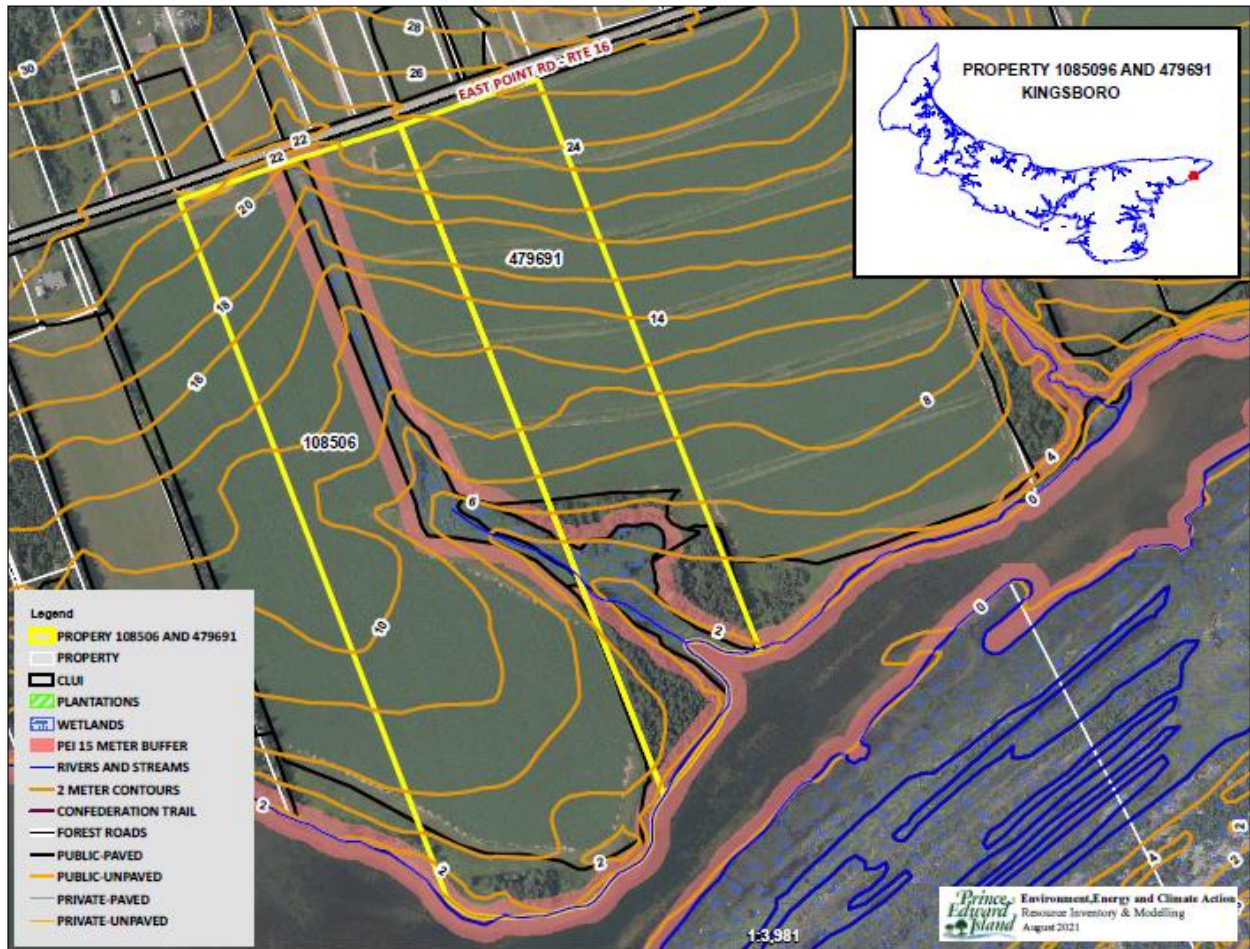 30
28
26
EAST POINT RD - RTE 16
22
22
24
20
18
16
14
479691
108506
8
10
6
4
0
2
2
2
2
0
4
2
2
PROPERTY 1085096 AND 479691
KINGSBORO
Legend
PROPERY 108506 AND 479691
PROPERTY
CLUI
PLANTATIONS
WETLANDS
PEI 15 METER BUFFER
RIVERS AND STREAMS
2 METER CONTOURS
CONFEDERATION TRAIL
FOREST ROADS
PUBLIC-PAVED
PUBLIC-UNPAVED
PRIVATE-PAVED
PRIVATE-UNPAVED
1:3,981
Prince
Edward
Island
Environment,Energy and Climate Action
Resource Inventory & Modelling
August 2021